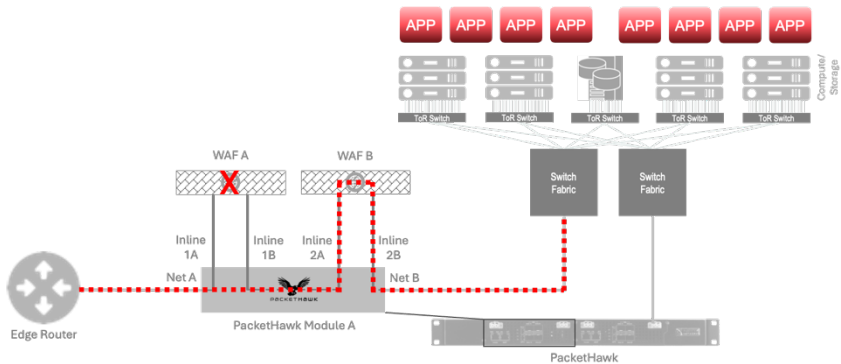 APP APP APP APP APP APP APP APP
Compute/
Storage
ToR Switch ToR Switch ToR Switch ToR Switch ToR Switch
WAF A WAF B
Switch
Fabric
Switch
Fabric
Inline
1A
Inline
1B
Inline
2A
Inline
2B
Net A
Net B
PACKETHAWK
Edge Router
PacketHawk Module A
PacketHawk